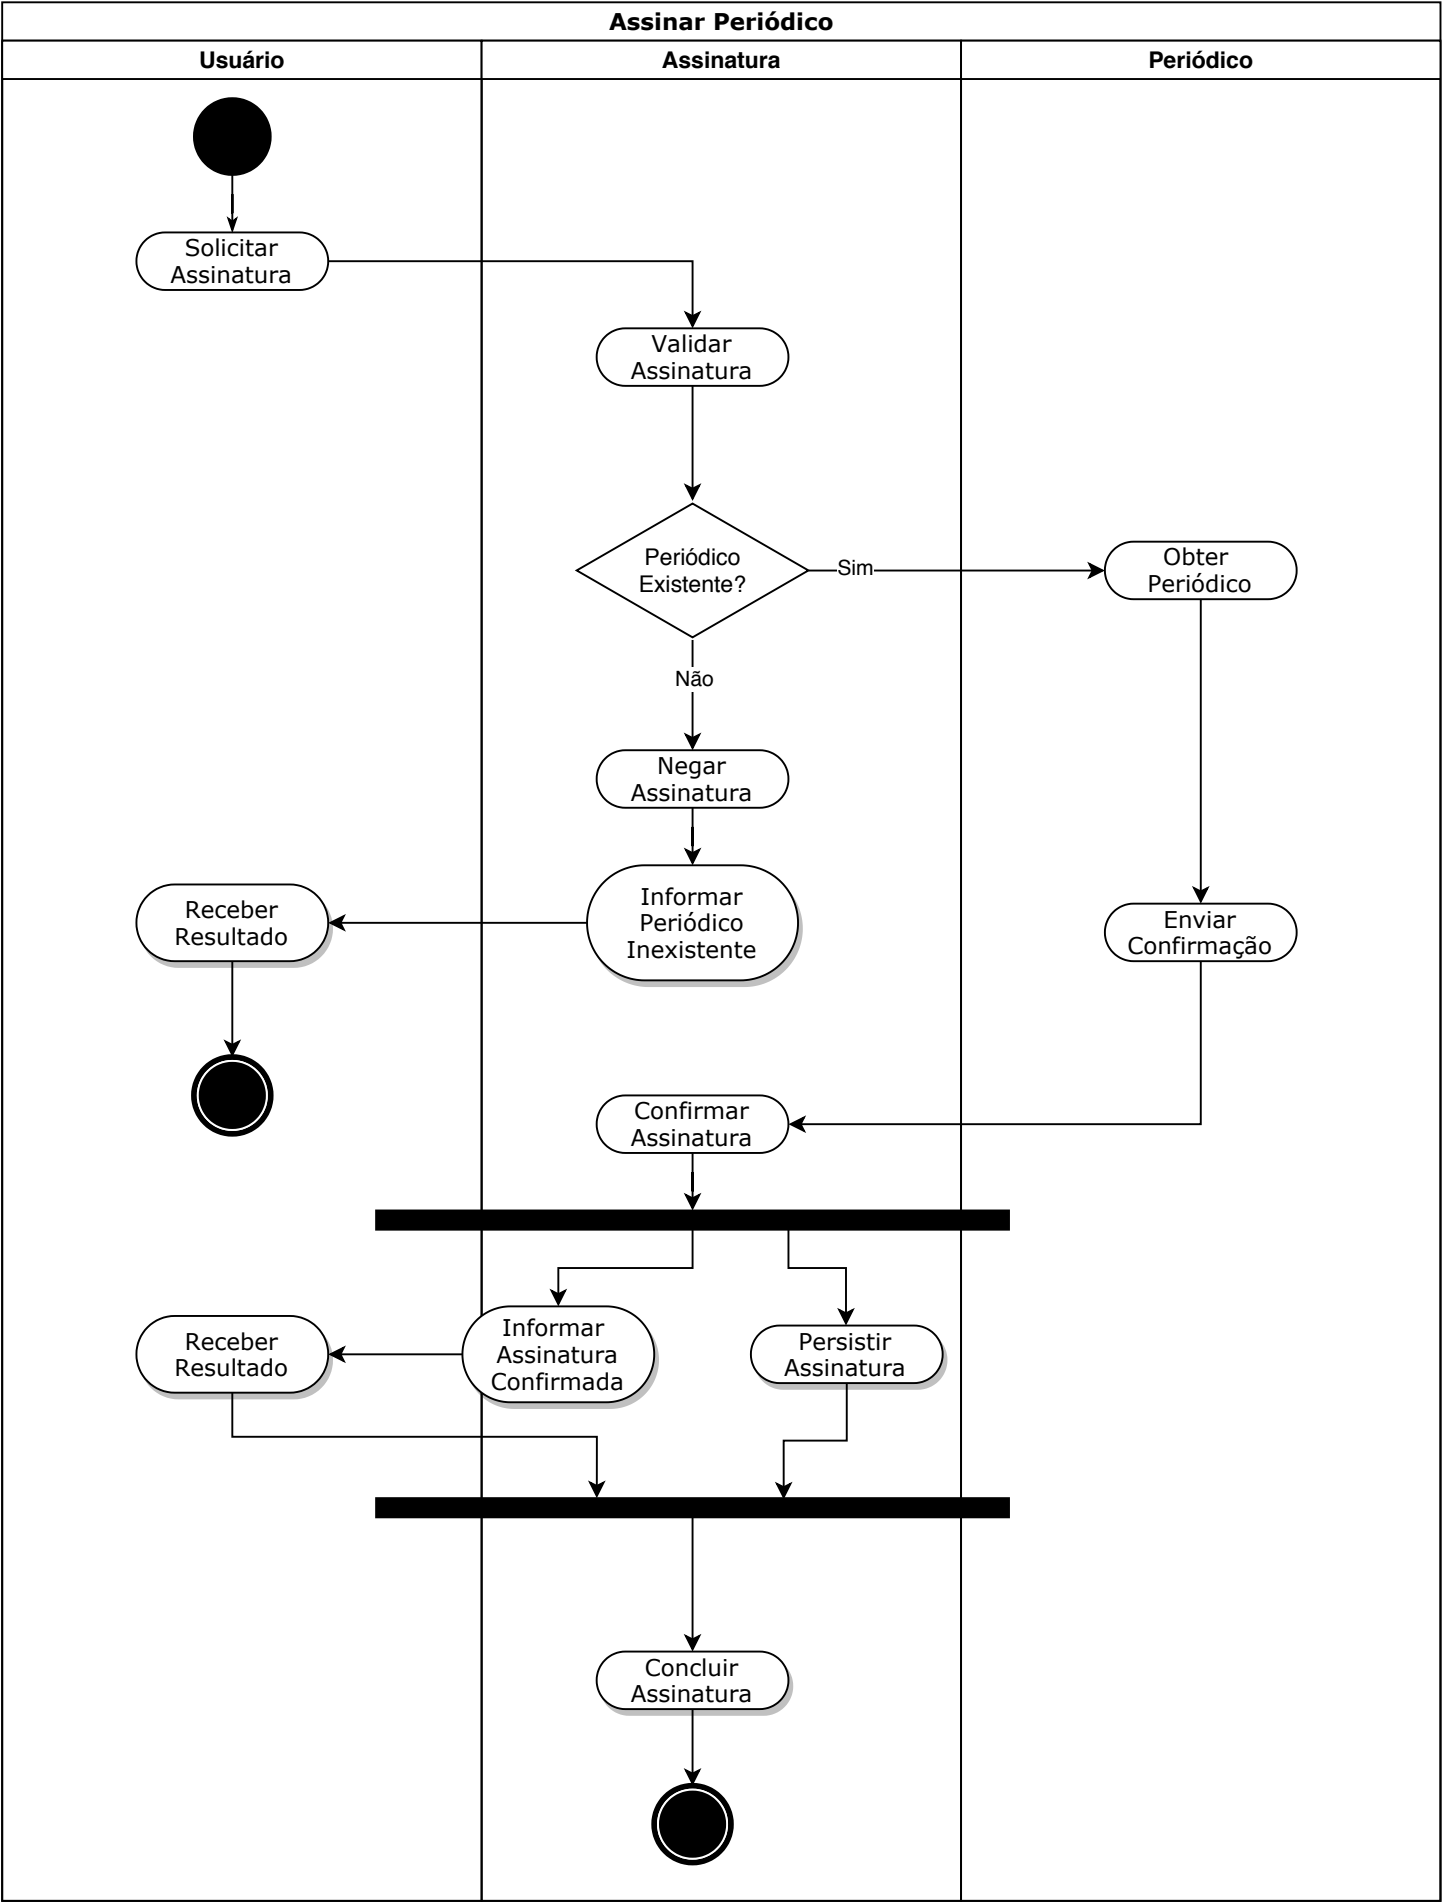 Assinar Periódico
Usuário
Assinatura
Periódico
Solicitar
Assinatura
Validar
Assinatura
Periódico
Existente?
Sim
Obter
Periódico
Não
Negar
Assinatura
Informar
Periódico
Inexistente
Receber
Resultado
Enviar
Confirmação
Confirmar
Assinatura
Informar
Assinatura
Confirmada
Receber
Resultado
Persistir
Assinatura
Concluir
Assinatura